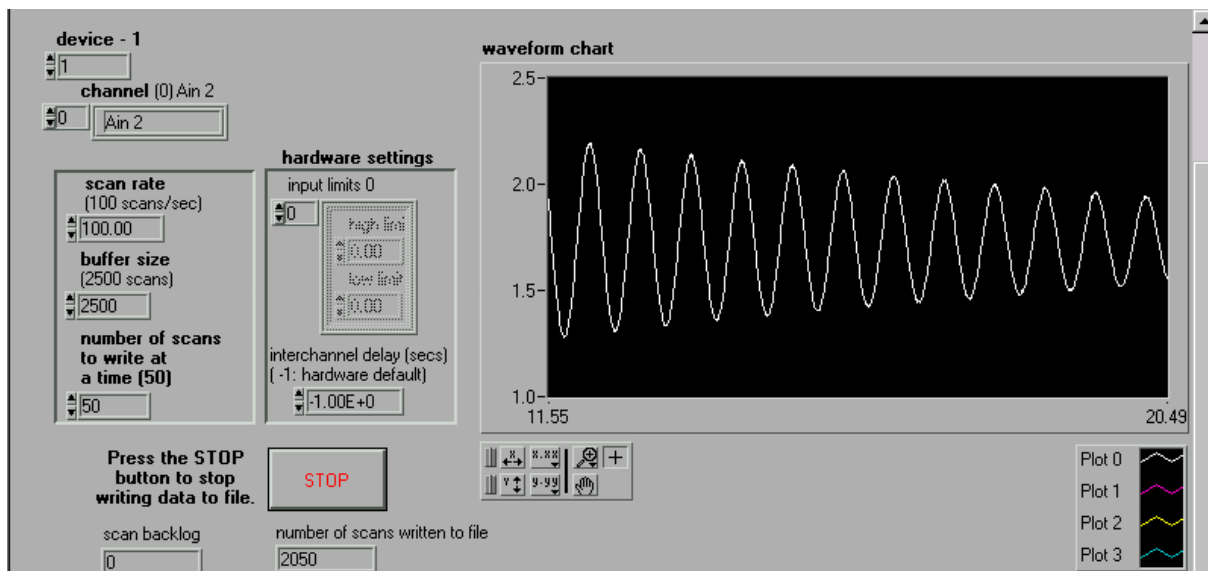 device - 1
1
channel (0) Ain 2
0
Ain 2
scan rate
(100 scans/sec)
100.00
buffer size
(2500 scans)
2500
number of scans
to write at
a time (50)
50
hardware settings
input limits 0
0
high limi
0.00
low limit
0.00
interchannel delay (secs)
( -1: hardware default)
-1.00E+0
Press the STOP
button to stop
writing data to file.
STOP
scan backlog
0
number of scans written to file
2050
waveform chart
2.5
2.0
1.5
1.0
11.55
20.49
X
X.XX
Y
Y.YY
Plot 0
Plot 1
Plot 2
Plot 3